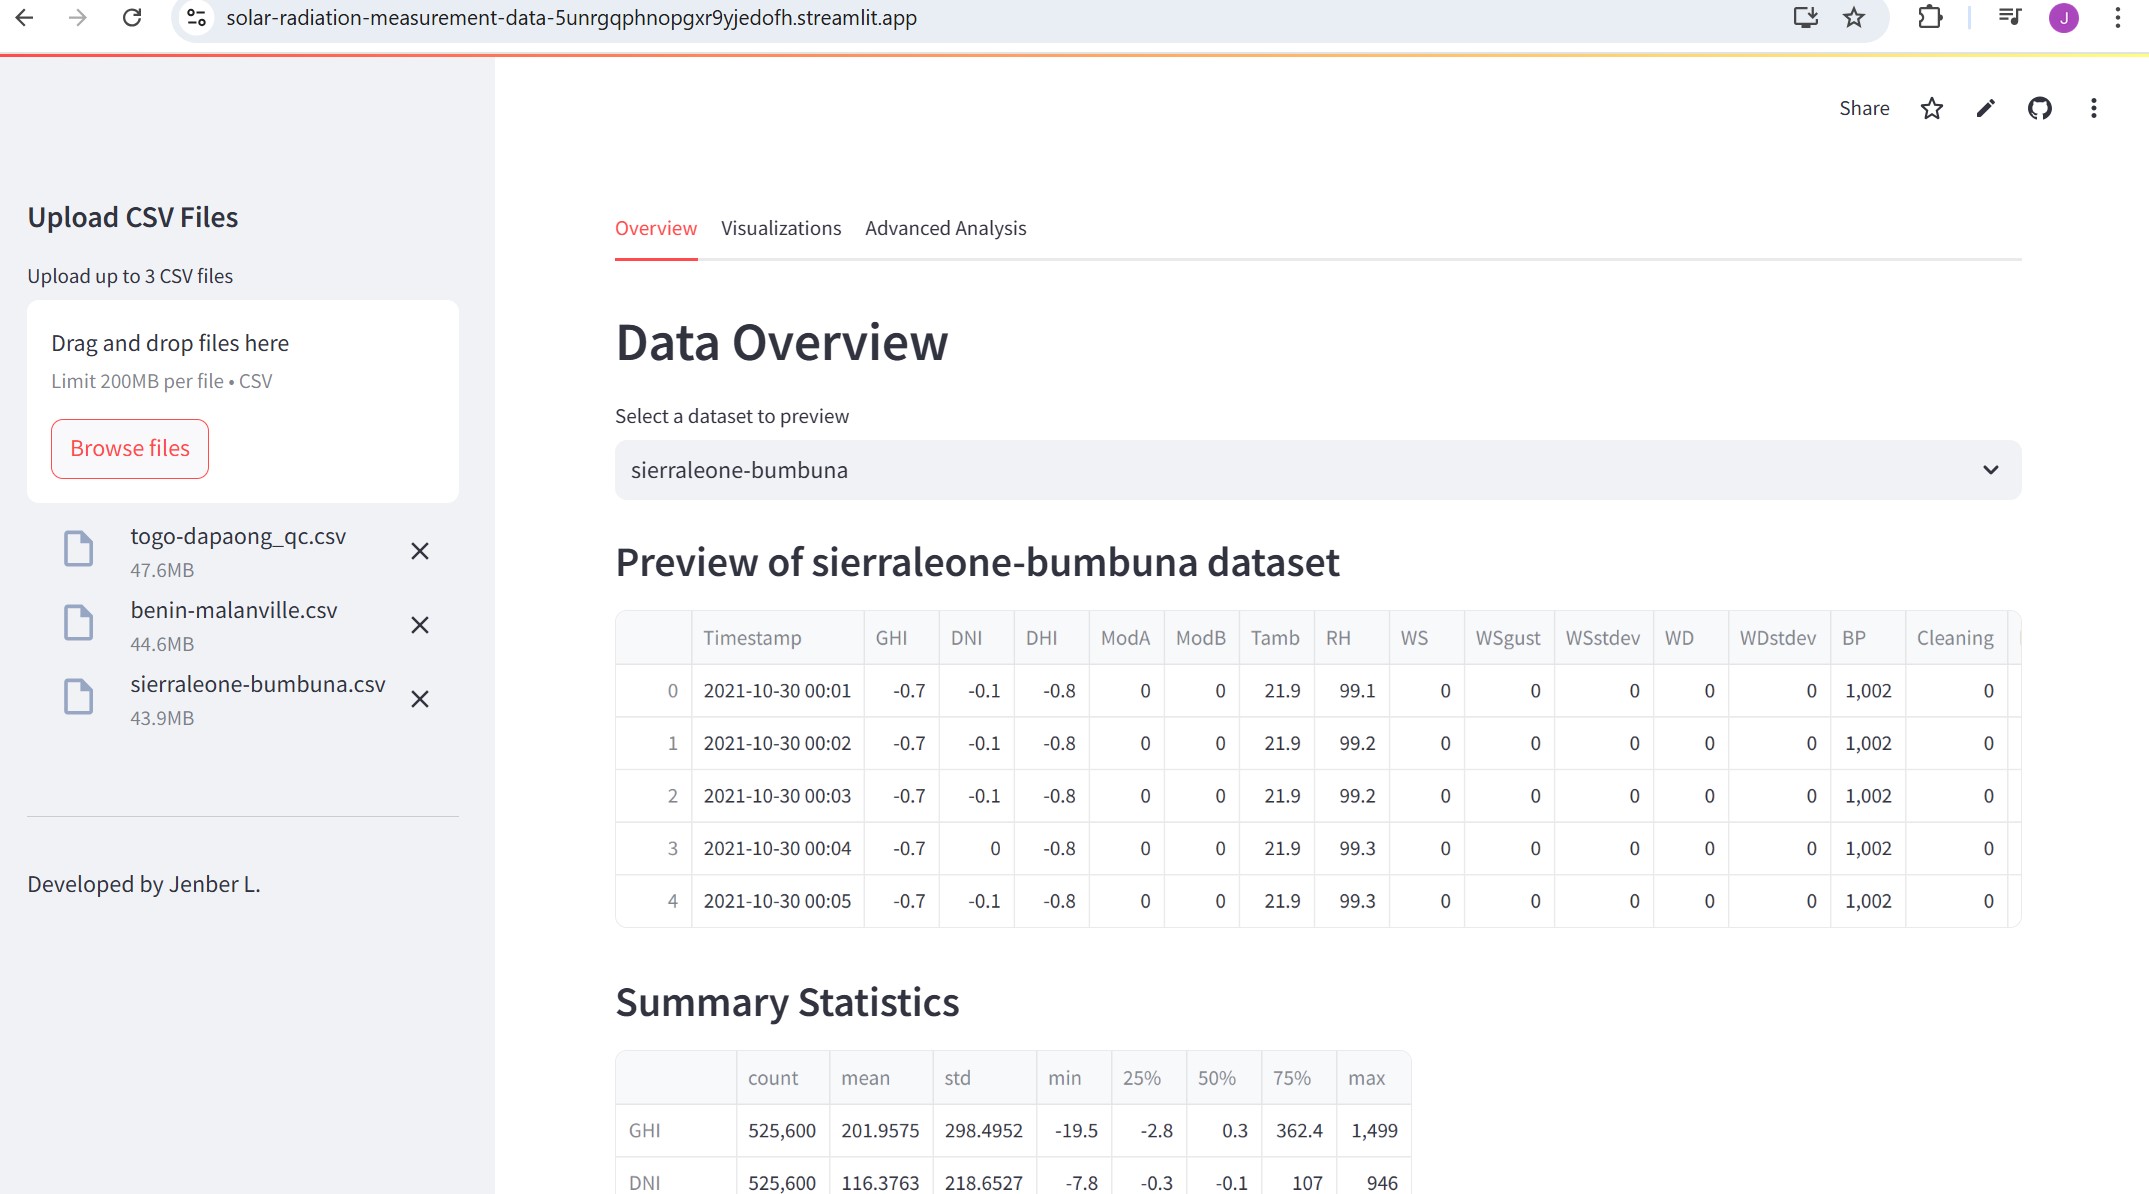 solar-radiation-measurement-data-5unrgqphnopgxr9yjedofh.streamlit.app
J
Share
Upload CSV Files
Upload up to 3 CSV files
Drag and drop files here
Limit 200MB per file • CSV
Browse files
togo-dapaong_qc.csv
47.6MB
benin-malanville.csv
44.6MB
sierraleone-bumbuna.csv
43.9MB
Developed by Jenber L.
Overview Visualizations Advanced Analysis
Data Overview
Select a dataset to preview
sierraleone-bumbuna
Preview of sierraleone-bumbuna dataset
Timestamp GHI DNI DHI ModA ModB Tamb RH WS WSgust WSstdev WD WDstdev BP Cleaning
0 2021-10-30 00:01 -0.7 -0.1 -0.8 0 0 21.9 99.1 0 0 0 0 0 1,002 0
1 2021-10-30 00:02 -0.7 -0.1 -0.8 0 0 21.9 99.2 0 0 0 0 0 1,002 0
2 2021-10-30 00:03 -0.7 -0.1 -0.8 0 0 21.9 99.2 0 0 0 0 0 1,002 0
3 2021-10-30 00:04 -0.7 0 -0.8 0 0 21.9 99.3 0 0 0 0 0 1,002 0
4 2021-10-30 00:05 -0.7 -0.1 -0.8 0 0 21.9 99.3 0 0 0 0 0 1,002 0
Summary Statistics
count mean std min 25% 50% 75% max
GHI 525,600 201.9575 298.4952 -19.5 -2.8 0.3 362.4 1,499
DNI 525,600 116.3763 218.6527 -7.8 -0.3 -0.1 107 946